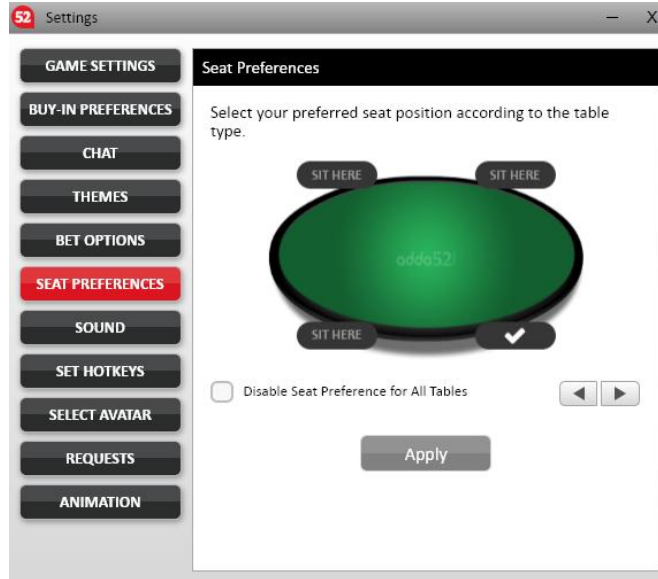 52 Settings
GAME SETTINGS
BUY-IN PREFERENCES
CHAT
THEMES
BET OPTIONS
SEAT PREFERENCES
SOUND
SET HOTKEYS
SELECT AVATAR
REQUESTS
ANIMATION
Seat Preferences
Select your preferred seat position according to the table
type.
SIT HERE
SIT HERE
adda52
SIT HERE
Disable Seat Preference for All Tables
Apply